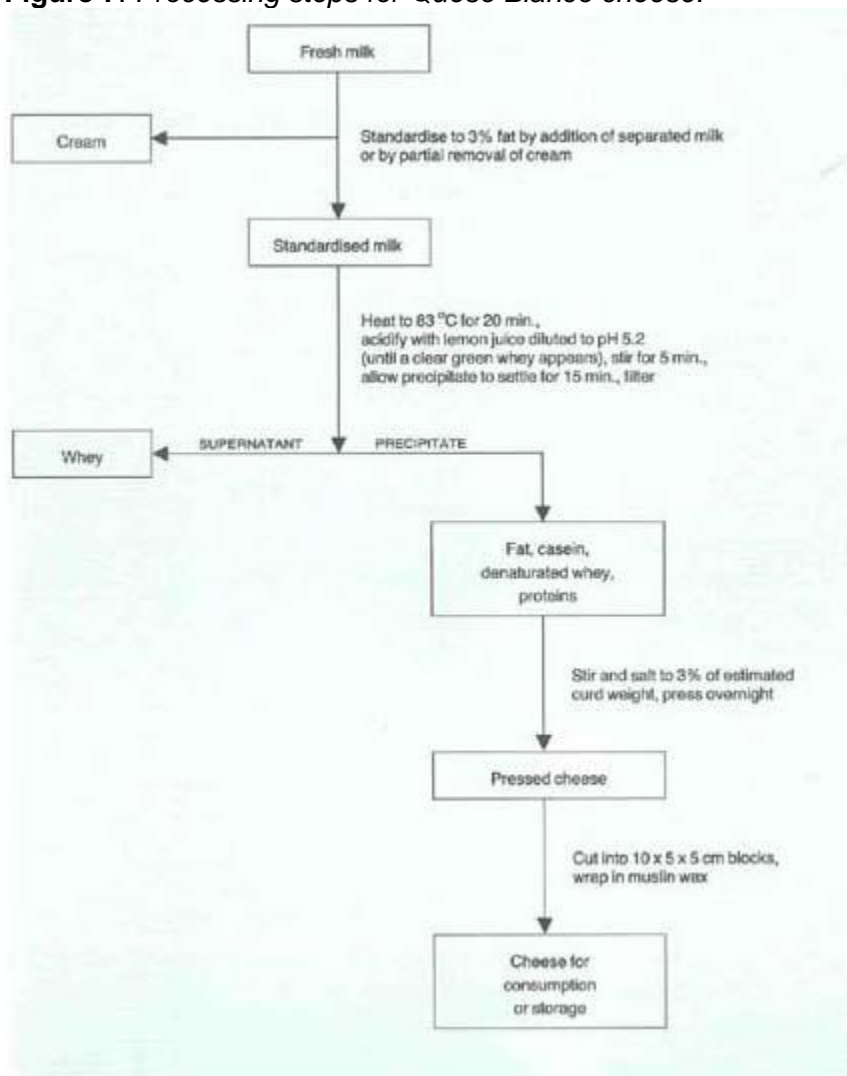 Figure : Processing steps for Queso Blanco cheese.
Fresh milk
Cream
Standardise to 3% fat by addition of separated milk
or by partial removal of cream
Standardised milk
Heat to 83 °C for 20 min.,
acidify with lemon juice diluted to pH 5.2
(until a clear green whey appears), stir for 5 min.,
allow precipitate to settle for 15 min., filter
Whey
SUPERNATANT
PRECIPITATE
Fat, casein,
denaturated whey,
proteins
Stir and salt to 3% of estimated
curd weight, press overnight
Pressed cheese
Cut into 10 x 5 x 5 cm blocks,
wrap in muslin wax
Cheese for
consumption
or storage